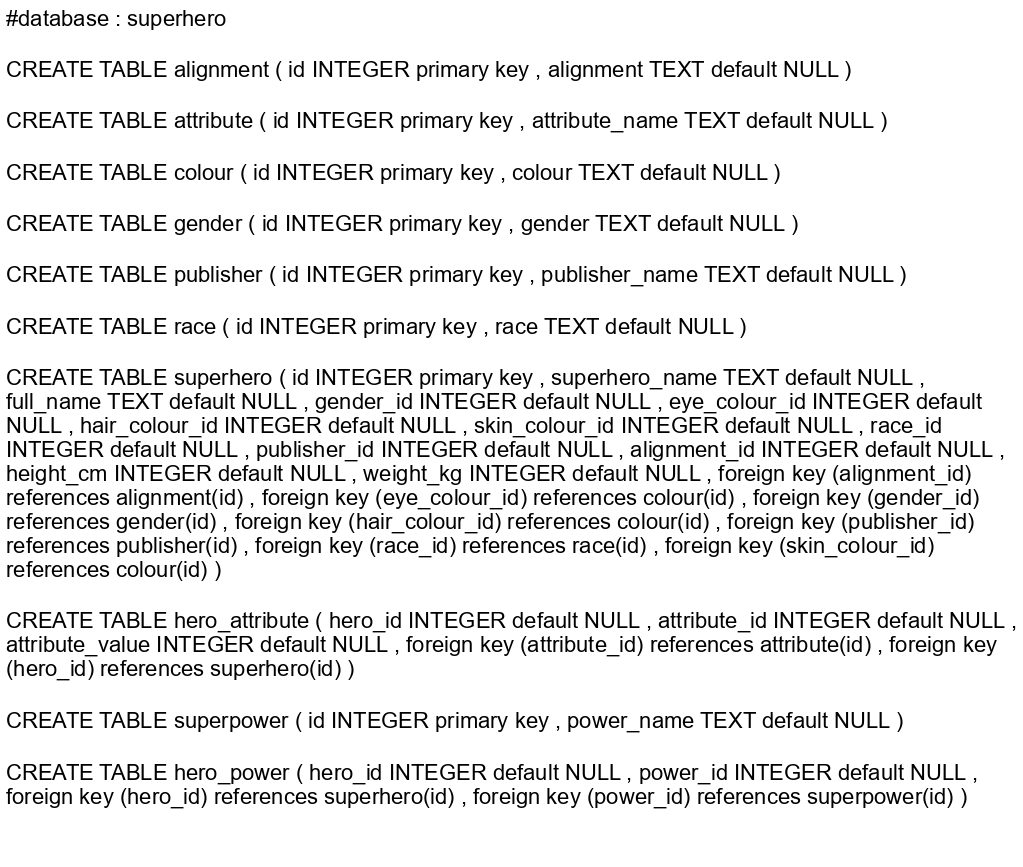 #database : superhero
CREATE TABLE alignment ( id INTEGER primary key , alignment TEXT default NULL )
CREATE TABLE attribute ( id INTEGER primary key , attribute_name TEXT default NULL )
CREATE TABLE colour ( id INTEGER primary key , colour TEXT default NULL )
CREATE TABLE gender ( id INTEGER primary key , gender TEXT default NULL )
CREATE TABLE publisher ( id INTEGER primary key , publisher_name TEXT default NULL )
CREATE TABLE race ( id INTEGER primary key , race TEXT default NULL )
CREATE TABLE superhero ( id INTEGER primary key , superhero_name TEXT default NULL ,
full_name TEXT default NULL , gender_id INTEGER default NULL , eye_colour_id INTEGER default
NULL , hair_colour_id INTEGER default NULL , skin_colour_id INTEGER default NULL , race_id
INTEGER default NULL , publisher_id INTEGER default NULL , alignment_id INTEGER default NULL ,
height_cm INTEGER default NULL , weight_kg INTEGER default NULL , foreign key (alignment_id)
references alignment(id) , foreign key (eye_colour_id) references colour(id) , foreign key (gender_id)
references gender(id) , foreign key (hair_colour_id) references colour(id) , foreign key (publisher_id)
references publisher(id) , foreign key (race_id) references race(id) , foreign key (skin_colour_id)
references colour(id) )
CREATE TABLE hero_attribute ( hero_id INTEGER default NULL , attribute_id INTEGER default NULL ,
attribute_value INTEGER default NULL , foreign key (attribute_id) references attribute(id) , foreign key
(hero_id) references superhero(id) )
CREATE TABLE superpower ( id INTEGER primary key , power_name TEXT default NULL )
CREATE TABLE hero_power ( hero_id INTEGER default NULL , power_id INTEGER default NULL ,
foreign key (hero_id) references superhero(id) , foreign key (power_id) references superpower(id) )